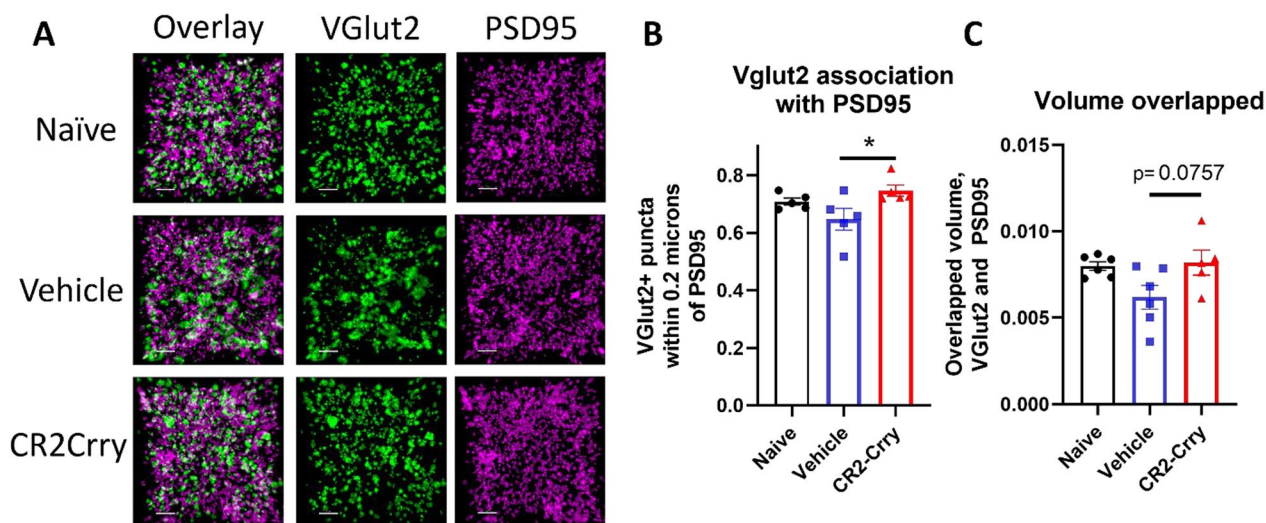 A
Overlay
VGlut2
PSD95
Naïve
Vehicle
CR2Crry
B
Vglut2 association
with PSD95
VGlut2+ puncta
within 0.2 microns
of PSD95
0.8
0.6
0.4
0.2
0.0
*
Naive
Vehicle
CR2-Crry
C
Volume overlapped
Overlapped volume,
VGlut2 and PSD95
0.015
0.010
0.005
0.000
p= 0.0757
Naive
Vehicle
CR2-Crry